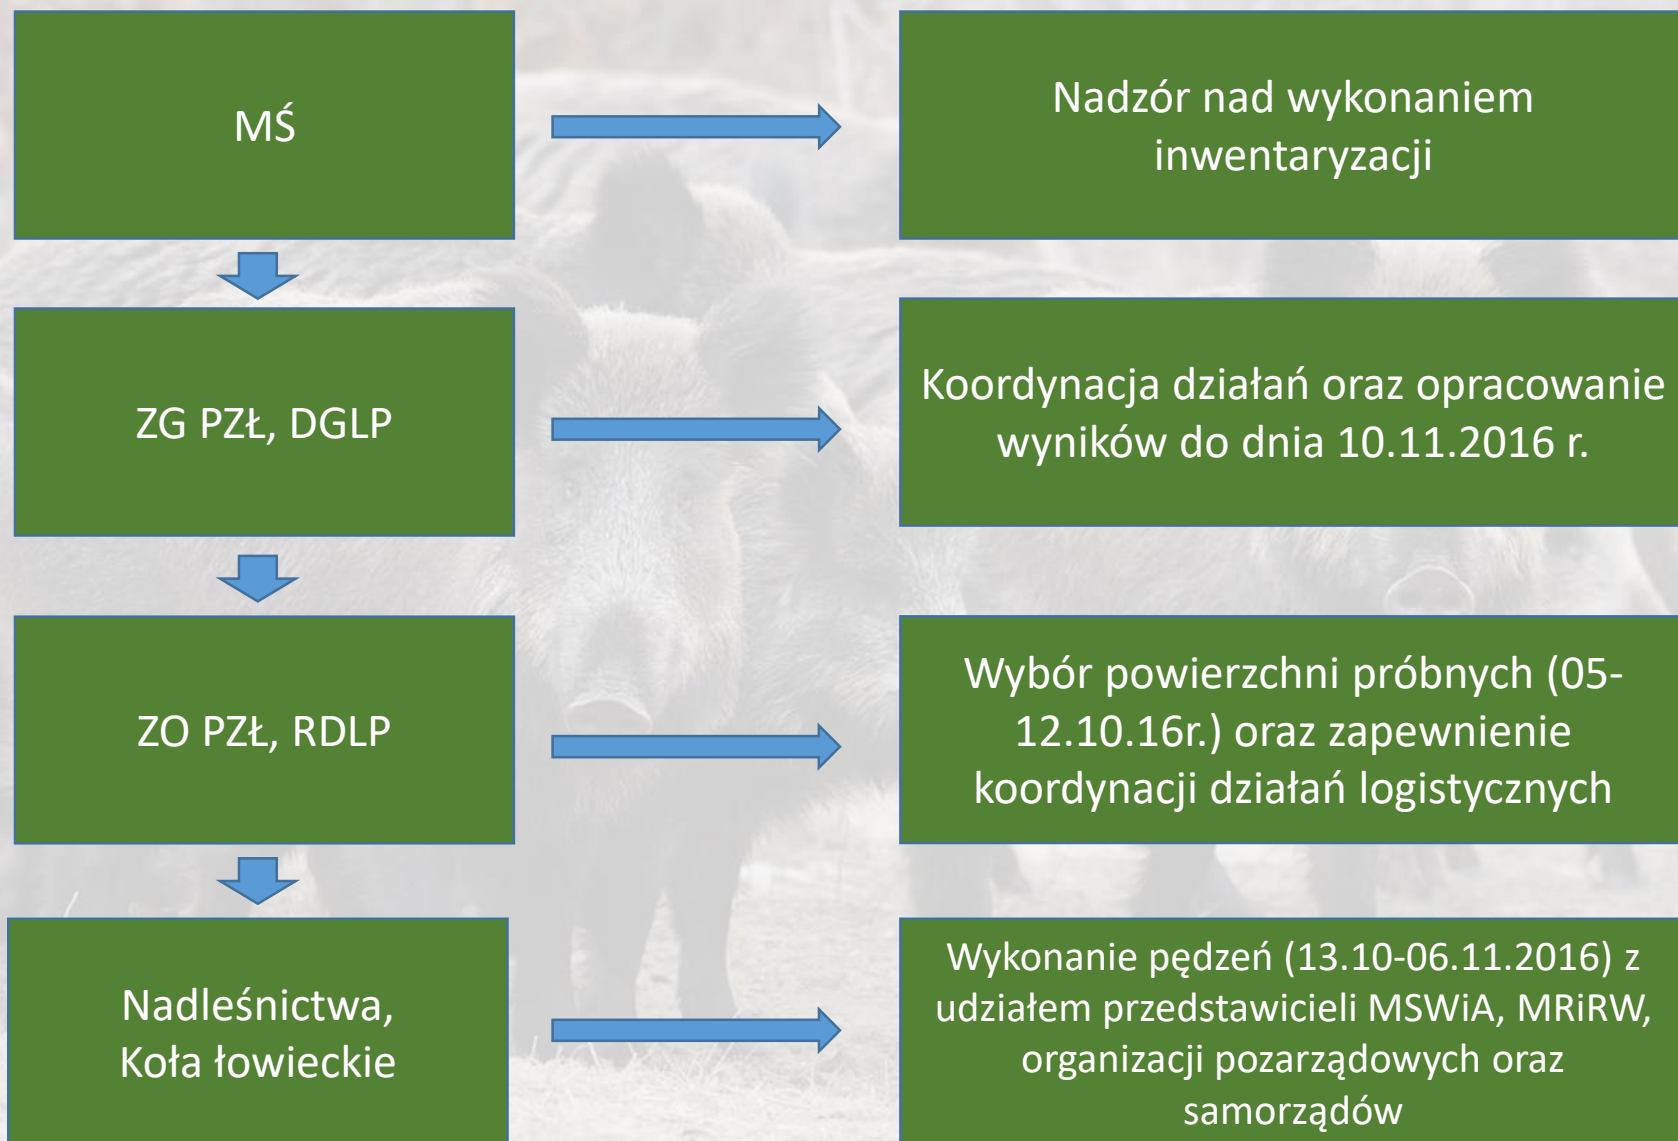 MŚ
Nadzór nad wykonaniem
inwentaryzacji
ZG PZŁ, DGLP
Koordynacja działań oraz opracowanie
wyników do dnia 10.11.2016 r.
ZO PZŁ, RDLP
Wybór powierzchni próbnych (05-
12.10.16r.) oraz zapewnienie
koordynacji działań logistycznych
Nadleśnictwa,
Koła łowieckie
Wykonanie pędzeń (13.10-06.11.2016) z
udziałem przedstawicieli MSWiA, MRiRW,
organizacji pozarządowych oraz
samorządów